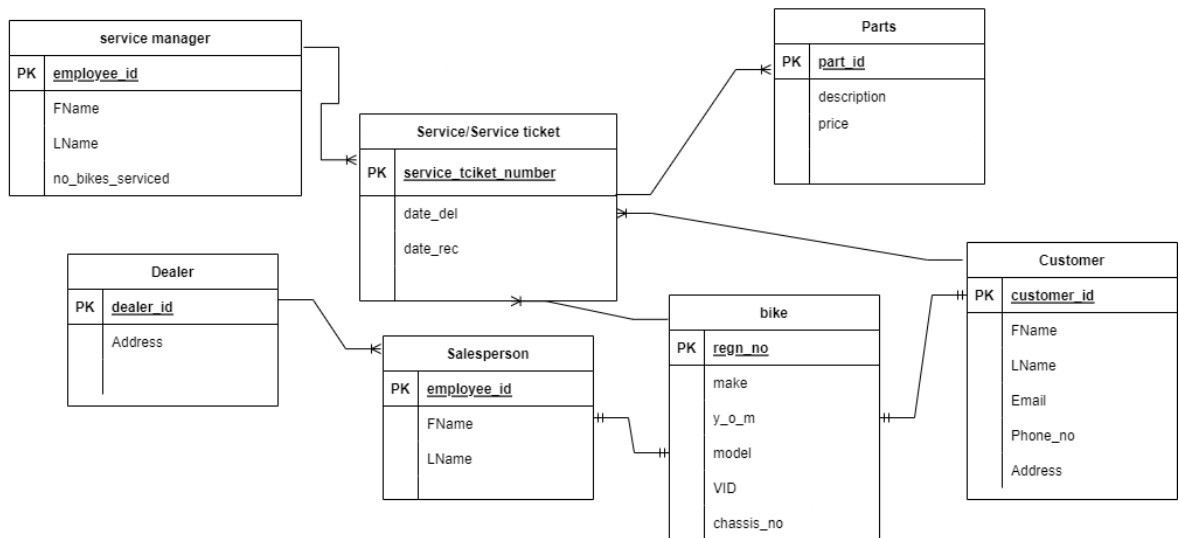 service manager
PK employee_id
FName
LName
no_bikes_serviced
Parts
PK part_id
description
price
Service/Service ticket
PK service_tciket_number
date_del
date_rec
Dealer
PK dealer_id
Address
Salesperson
PK employee_id
FName
LName
bike
PK regn_no
make
y_o_m
model
VID
chassis_no
Customer
PK customer_id
FName
LName
Email
Phone_no
Address